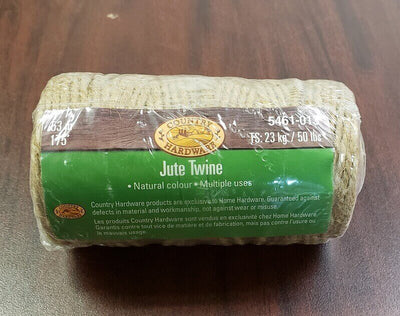 COUNTRY
HARDWARE
5461-01
FS: 23 kg / 50 lbs
175'
Jute Twine
• Natural colour • Multiple uses
Country Hardware products are exclusive to Home Hardware. Guaranteed against
defects in material and workmanship, not against wear or misuse.
Les produits Country Hardware sont vendus en exclusivité chez Home Hardware.
Garantis contre tout vice de matière et de fabrication, mais pas contre l'usure ou
le mauvais usage.